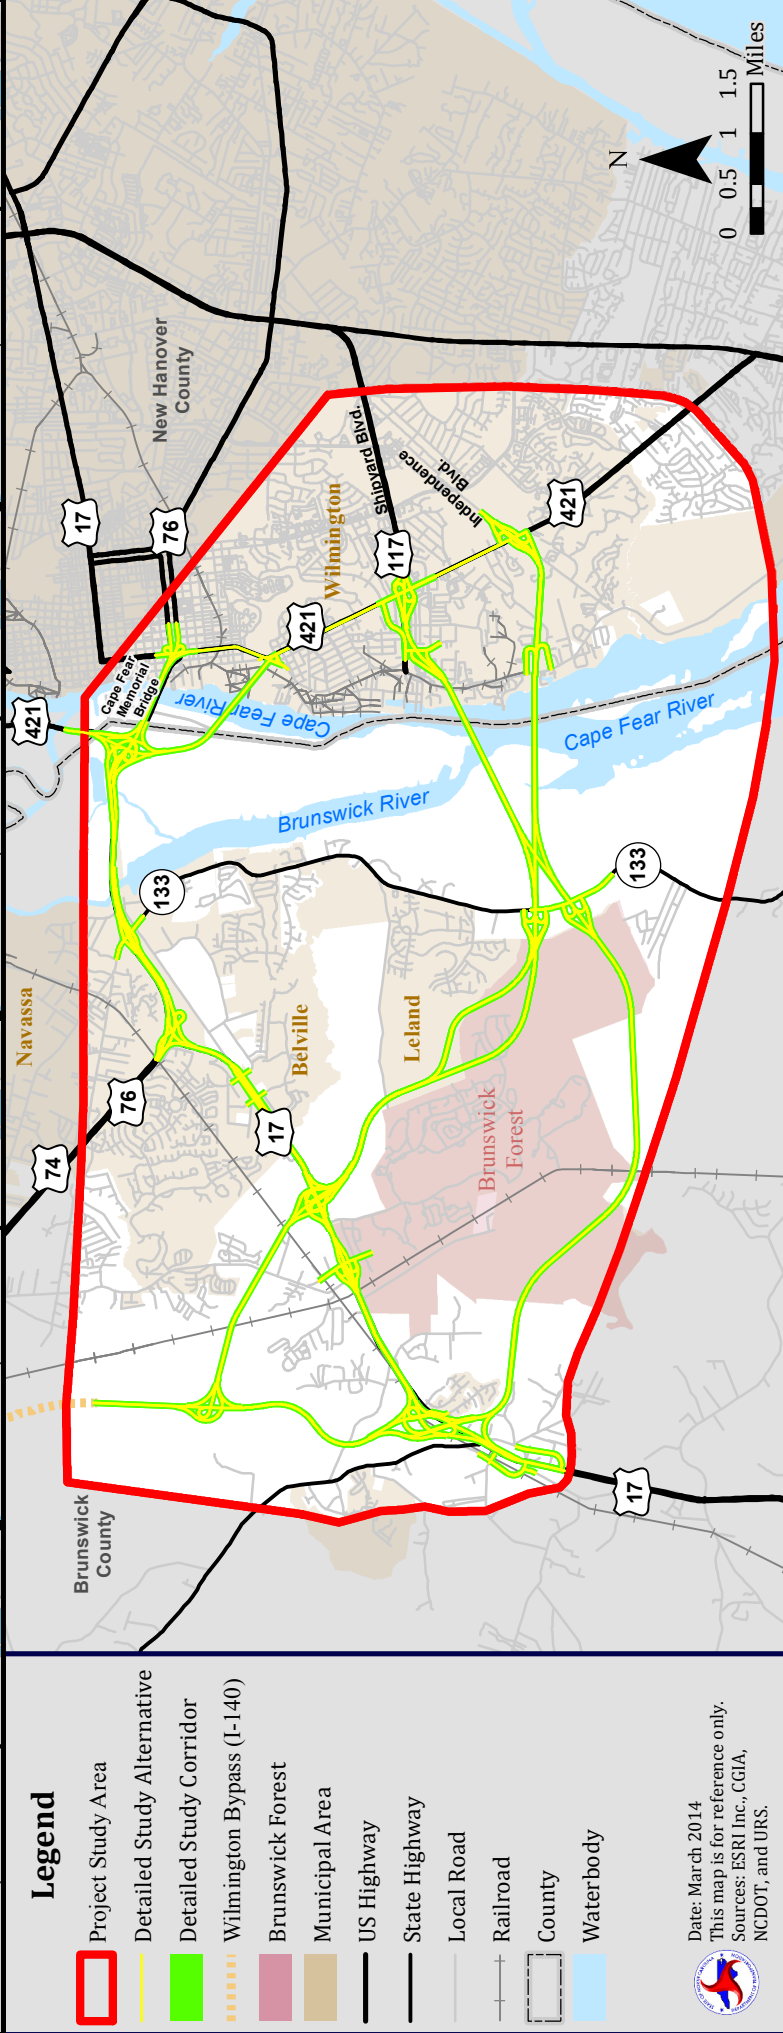 Legend
Project Study Area
Detailed Study Alternative
Detailed Study Corridor
Wilmington Bypass (I-140)
Brunswick Forest
Municipal Area
US Highway
State Highway
Local Road
Railroad
County
Waterbody
Date: March 2014
This map is for reference only.
Sources: ESRI Inc., CGIA,
NCDOT, and URS.
Brunswick
County
74
76
Navassa
133
421
Cape Fear
Memorial
Bridge
17
76
New Hanover
County
17
Belville
Leland
Brunswick
Forest
Brunswick River
Cape Fear River
Cape Fear River
421
Wilmington
117
Shipyard Blvd.
Independence
Blvd.
421
133
17
N
0 0.5 1 1.5
Miles